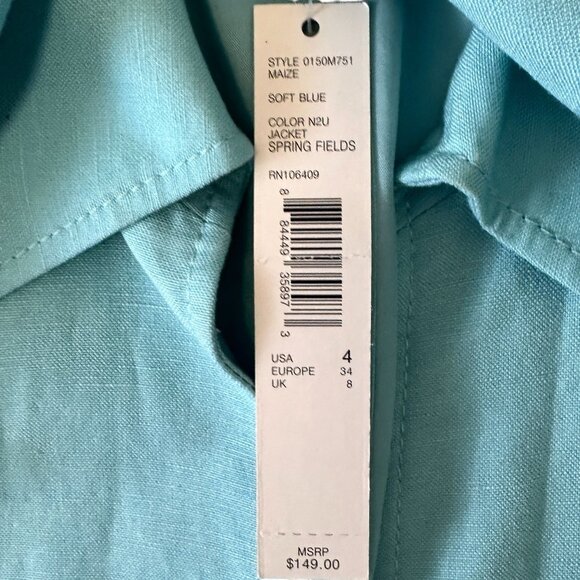 STYLE 0150M751
MAIZE
SOFT BLUE
COLOR N2U
JACKET
SPRING FIELDS
RN106409
8 84449 35897 3
USA 4
EUROPE 34
UK 8
MSRP
$149.00